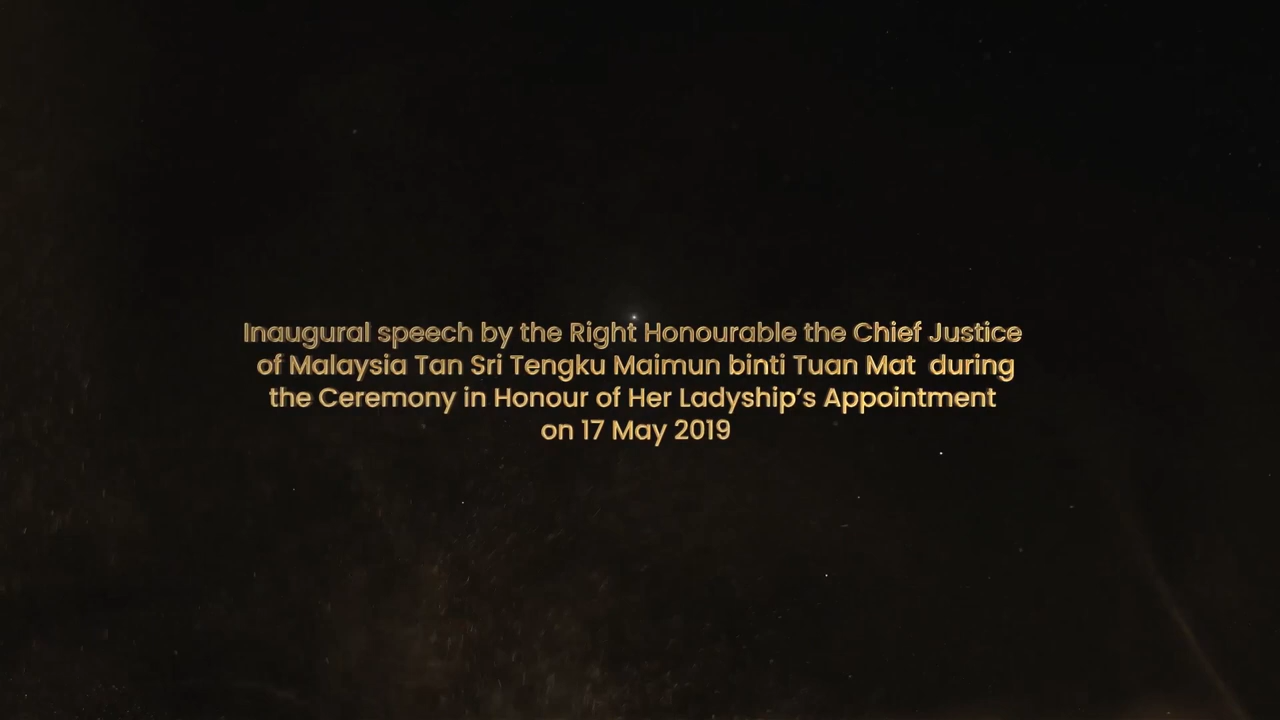 Inaugural speech by the Right Honourable the Chief Justice
of Malaysia Tan Sri Tengku Maimun binti Tuan Mat during
the Ceremony in Honour of Her Ladyship’s Appointment
on 17 May 2019